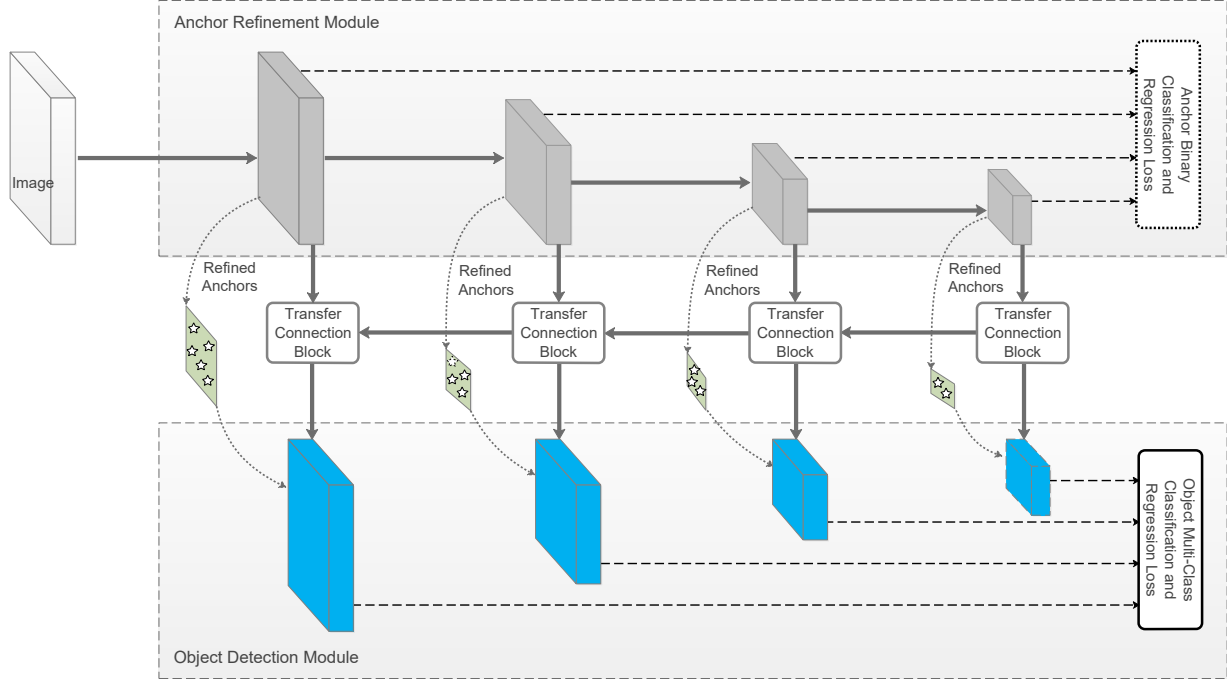 Anchor Refinement Module
Image
Anchor Binary
Classification and
Regression Loss
Refined
Anchors
Refined
Anchors
Refined
Anchors
Refined
Anchors
Transfer
Connection
Block
Transfer
Connection
Block
Transfer
Connection
Block
Transfer
Connection
Block
Object Multi-Class
Classification and
Regression Loss
Object Detection Module